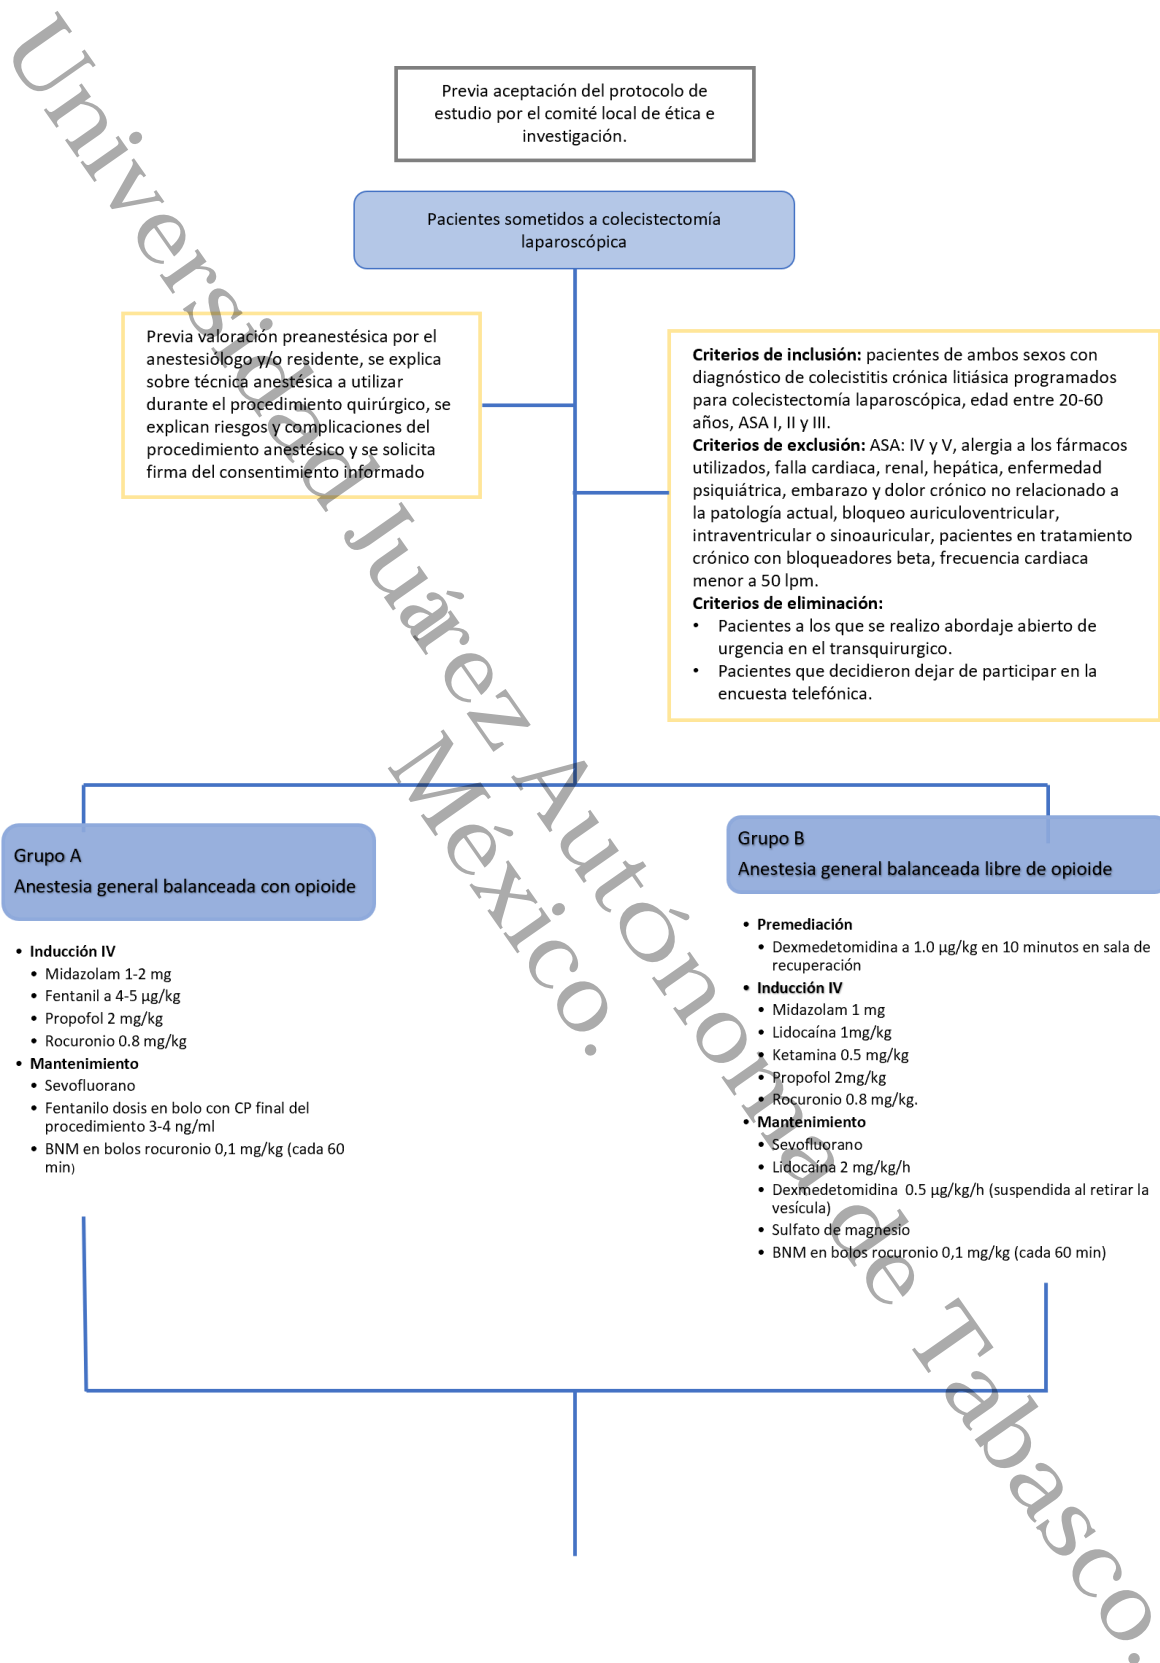 Previa aceptación del protocolo de
estudio por el comité local de ética e
investigación.
Pacientes sometidos a colecistectomía
laparoscópica
Previa valoración preanestésica por el
anestesiólogo y/o residente, se explica
sobre técnica anestésica a utilizar
durante el procedimiento quirúrgico, se
explican riesgos y complicaciones del
procedimiento anestésico y se solicita
firma del consentimiento informado
Criterios de inclusión: pacientes de ambos sexos con
diagnóstico de colecistitis crónica litiásica programados
para colecistectomía laparoscópica, edad entre 20-60
años, ASA I, II y III.
Criterios de exclusión: ASA: IV y V, alergia a los fármacos
utilizados, falla cardiaca, renal, hepática, enfermedad
psiquiátrica, embarazo y dolor crónico no relacionado a
la patología actual, bloqueo auriculoventricular,
intraventricular o sinoauricular, pacientes en tratamiento
crónico con bloqueadores beta, frecuencia cardiaca
menor a 50 lpm.
Criterios de eliminación:
• Pacientes a los que se realizo abordaje abierto de
urgencia en el transquirurgico.
• Pacientes que decidieron dejar de participar en la
encuesta telefónica.
Grupo A
Anestesia general balanceada con opioide
• Inducción IV
• Midazolam 1-2 mg
• Fentanil a 4-5 µg/kg
• Propofol 2 mg/kg
• Rocuronio 0.8 mg/kg
• Mantenimiento
• Sevofluorano
• Fentanilo dosis en bolo con CP final del
procedimiento 3-4 ng/ml
• BNM en bolos rocuronio 0,1 mg/kg (cada 60
min)
Grupo B
Anestesia general balanceada libre de opioide
• Premediación
• Dexmedetomidina a 1.0 µg/kg en 10 minutos en sala de
recuperación
• Inducción IV
• Midazolam 1 mg
• Lidocaína 1mg/kg
• Ketamina 0.5 mg/kg
• Propofol 2mg/kg
• Rocuronio 0.8 mg/kg.
• Mantenimiento
• Sevofluorano
• Lidocaína 2 mg/kg/h
• Dexmedetomidina 0.5 µg/kg/h (suspendida al retirar la
vesícula)
• Sulfato de magnesio
• BNM en bolos rocuronio 0,1 mg/kg (cada 60 min)
Universidad Juárez Autónoma de Tabasco.
México.